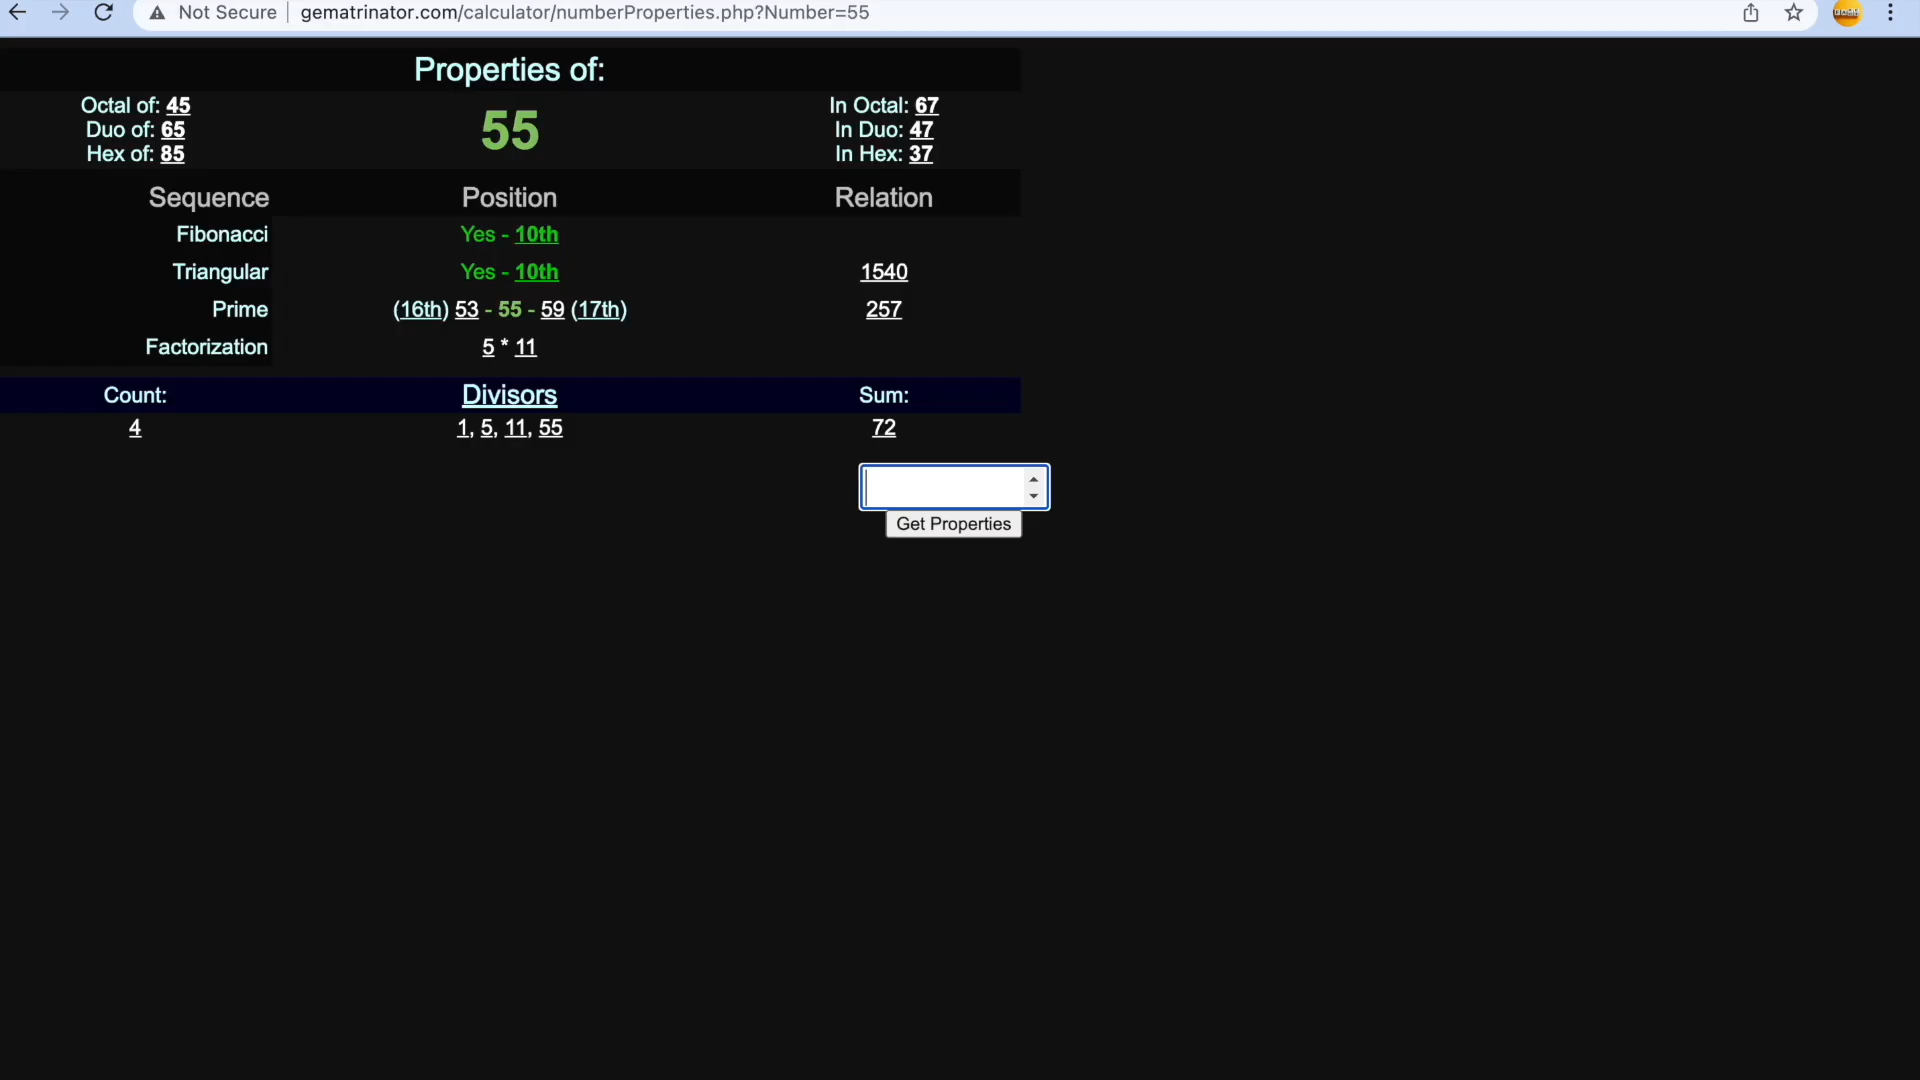 Not Secure | gematrinator.com/calculator/numberProperties.php?Number=55
Properties of:
Octal of: 45
Duo of: 65
Hex of: 85
55
In Octal: 67
In Duo: 47
In Hex: 37
Sequence Position Relation
Fibonacci Yes - 10th
Triangular Yes - 10th 1540
Prime (16th) 53 - 55 - 59 (17th) 257
Factorization 5 * 11
Count: Divisors Sum:
4 1, 5, 11, 55 72
Get Properties